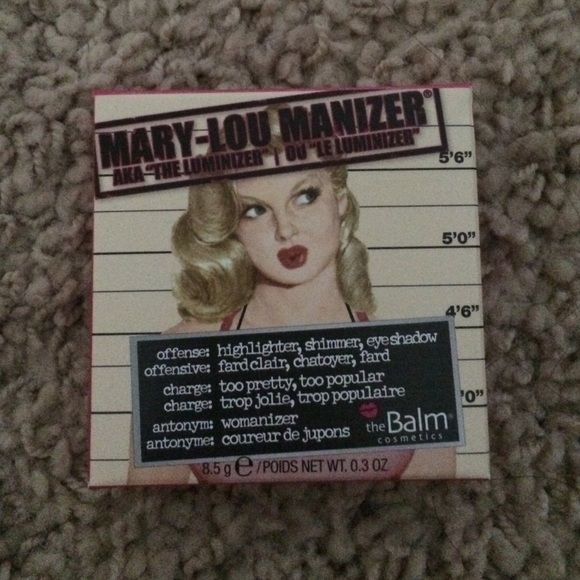 MARY-LOU MANIZER®
AKA "THE LUMINIZER" | OU "LE LUMINIZER"
5'6"
5'0"
4'6"
'0"
offense: highlighter, shimmer, eyeshadow
offensive: fard clair, chatoyer, fard
charge: too pretty, too popular
charge: trop jolie, trop populaire
antonym: womanizer
antonyme: coureur de jupons
theBalm®
cosmetics
8.5 g ℮/POIDS NET WT. 0.3 OZ